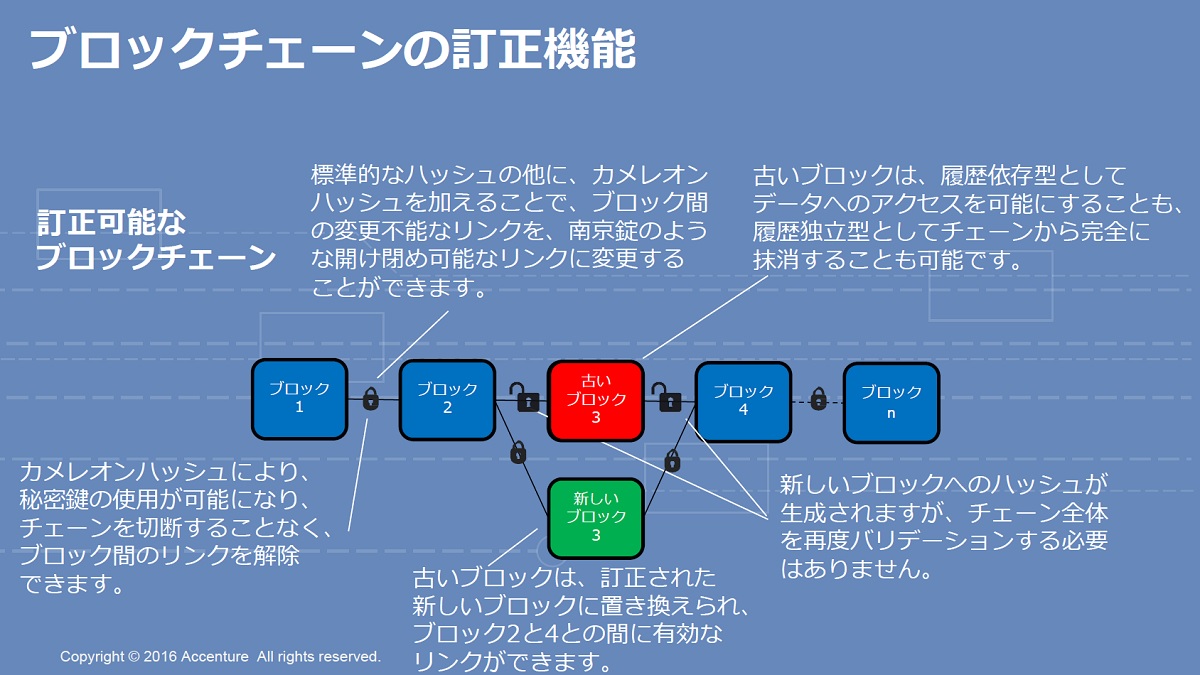 ブロックチェーンの訂正機能
訂正可能な
ブロックチェーン
標準的なハッシュの他に、カメレオン
ハッシュを加えることで、ブロック間
の変更不能なリンクを、南京錠のよう
な開け閉め可能なリンクに変更する
ことができます。
古いブロックは、履歴依存型として
データへのアクセスを可能にすることも、
履歴独立型としてチェーンから完全に
抹消することも可能です。
ブロック
1
ブロック
2
古い
ブロック
3
ブロック
4
ブロック
n
新しい
ブロック
3
カメレオンハッシュにより、
秘密鍵の使用が可能になり、
チェーンを切断することなく、
ブロック間のリンクを解除
できます。
古いブロックは、訂正された
新しいブロックに置き換えられ、
ブロック2と4との間に有効な
リンクができます。
新しいブロックへのハッシュが
生成されますが、チェーン全体
を再度バリデーションする必要
はありません。
Copyright © 2016 Accenture All rights reserved.